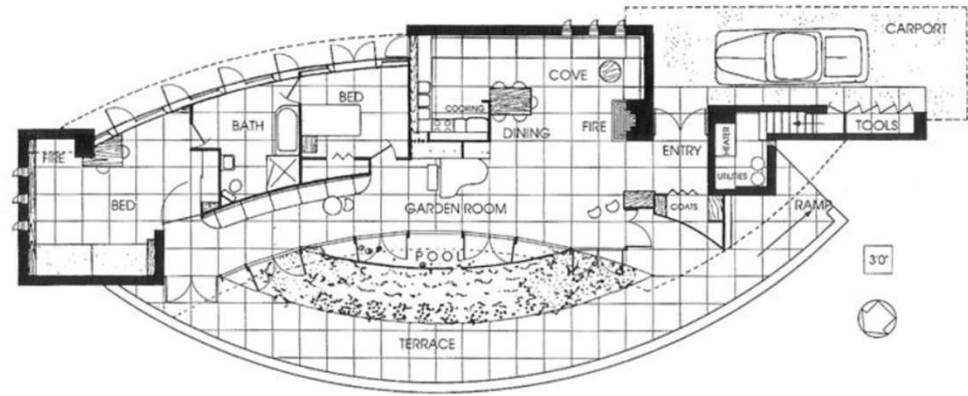 CARPORT
COVE
BED
COOKING
BATH
DINING
FIRE
TOOLS
HEATER
ENTRY
FIRE
UTILITIES
BED
GARDEN ROOM
COATS
RAMP
POOL
3'0"
TERRACE